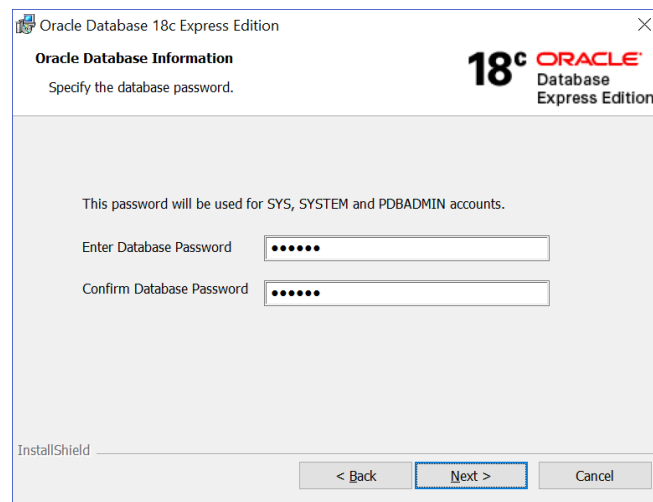 Oracle Database 18c Express Edition
Oracle Database Information
Specify the database password.
18c ORACLE
Database
Express Edition
This password will be used for SYS, SYSTEM and PDBADMIN accounts.
Enter Database Password ●●●●●●
Confirm Database Password ●●●●●●
InstallShield
< Back Next > Cancel